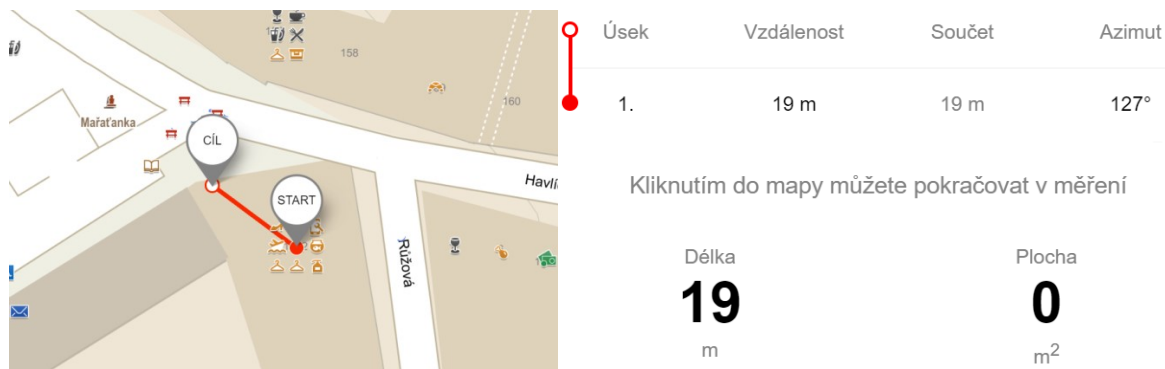 158
160
Mařaťanka
CÍL
START
Havlí
Růžová
Úsek Vzdálenost Součet Azimut
1. 19 m 19 m 127°
Kliknutím do mapy můžete pokračovat v měření
Délka Plocha
19 0
m m²